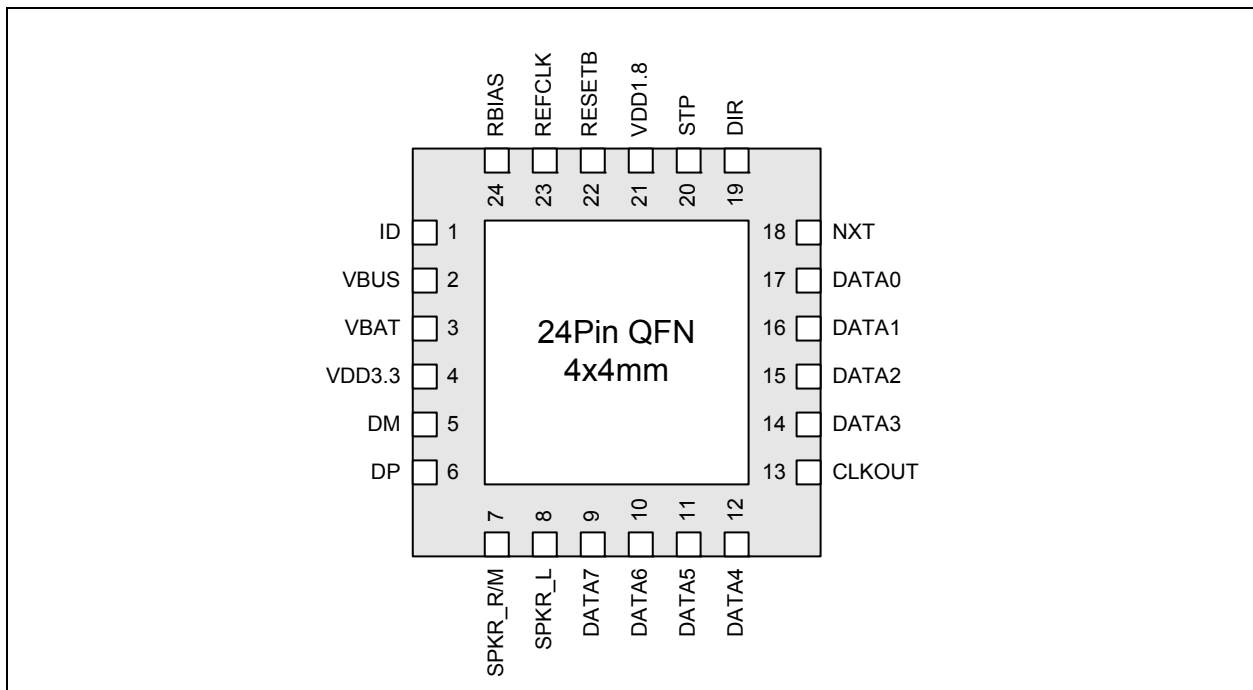 RBIAS
REFCLK
RESETB
VDD1.8
STP
DIR
24
23
22
21
20
19
ID 1
VBUS 2
VBAT 3
VDD3.3 4
DM 5
DP 6
24Pin QFN
4x4mm
18 NXT
17 DATA0
16 DATA1
15 DATA2
14 DATA3
13 CLKOUT
7
8
9
10
11
12
SPKR_R/M
SPKR_L
DATA7
DATA6
DATA5
DATA4